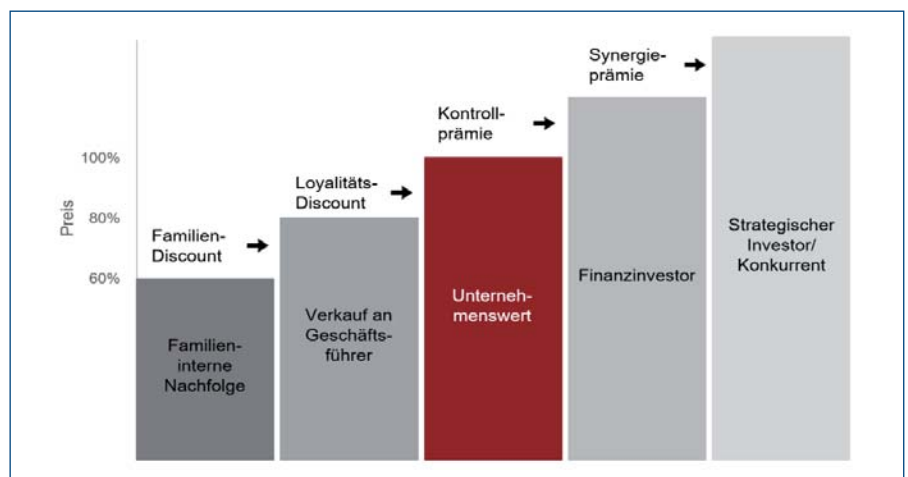 Synergie-
prämie
Kontroll-
prämie
100%
Loyalitäts-
Discount
80%
Preis
Familien-
Discount
60%
Familien-
interne
Nachfolge
Verkauf an
Geschäfts-
führer
Unterneh-
menswert
Finanzinvestor
Strategischer
Investor/
Konkurrent